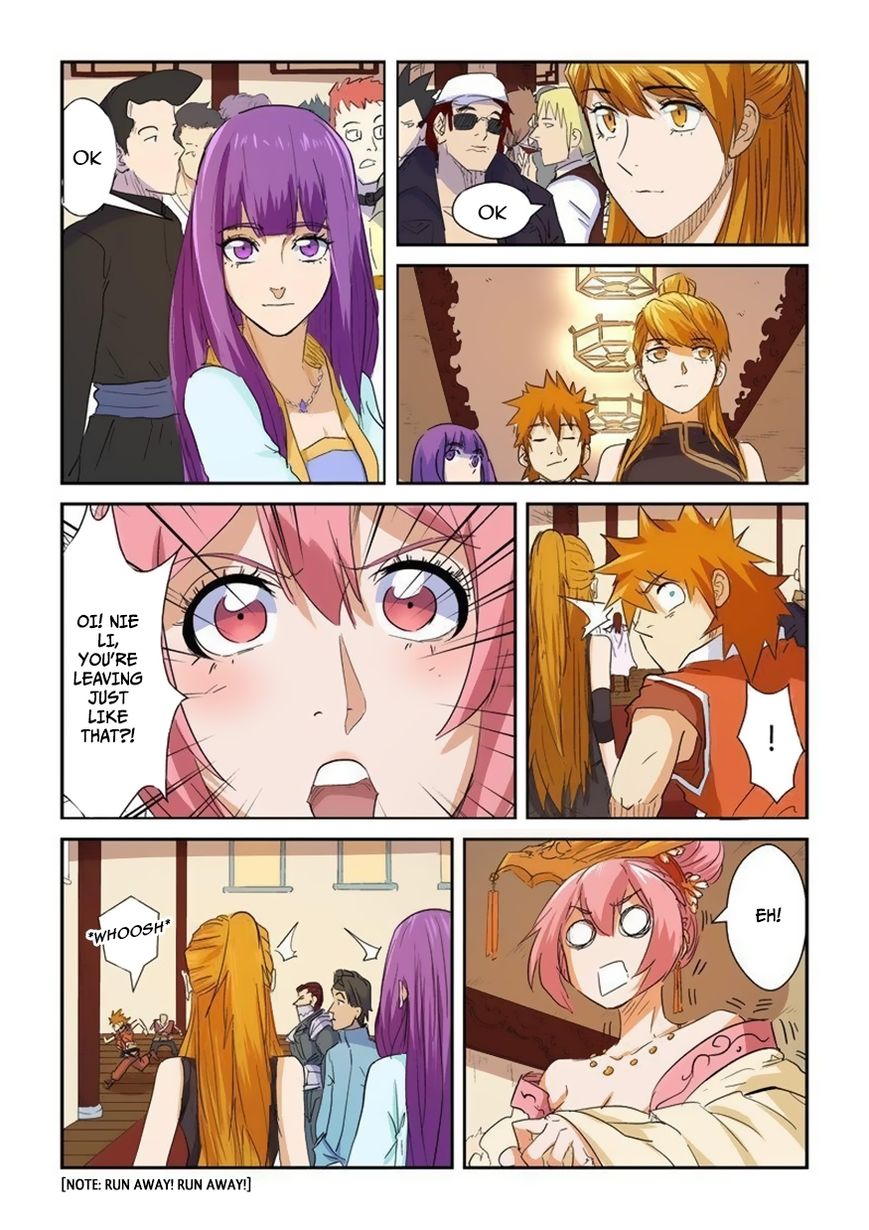 OK
OK
OI! NIE
LI,
YOU'RE
LEAVING
JUST
LIKE
THAT?!
!
*WHOOSH*
EH!
[NOTE: RUN AWAY! RUN AWAY!]